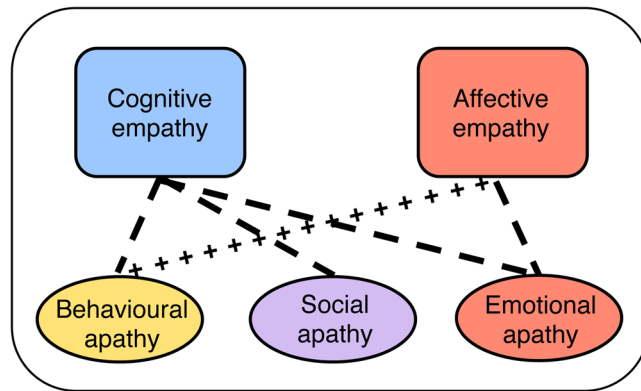 Cognitive
empathy
Affective
empathy
Behavioural
apathy
Social
apathy
Emotional
apathy